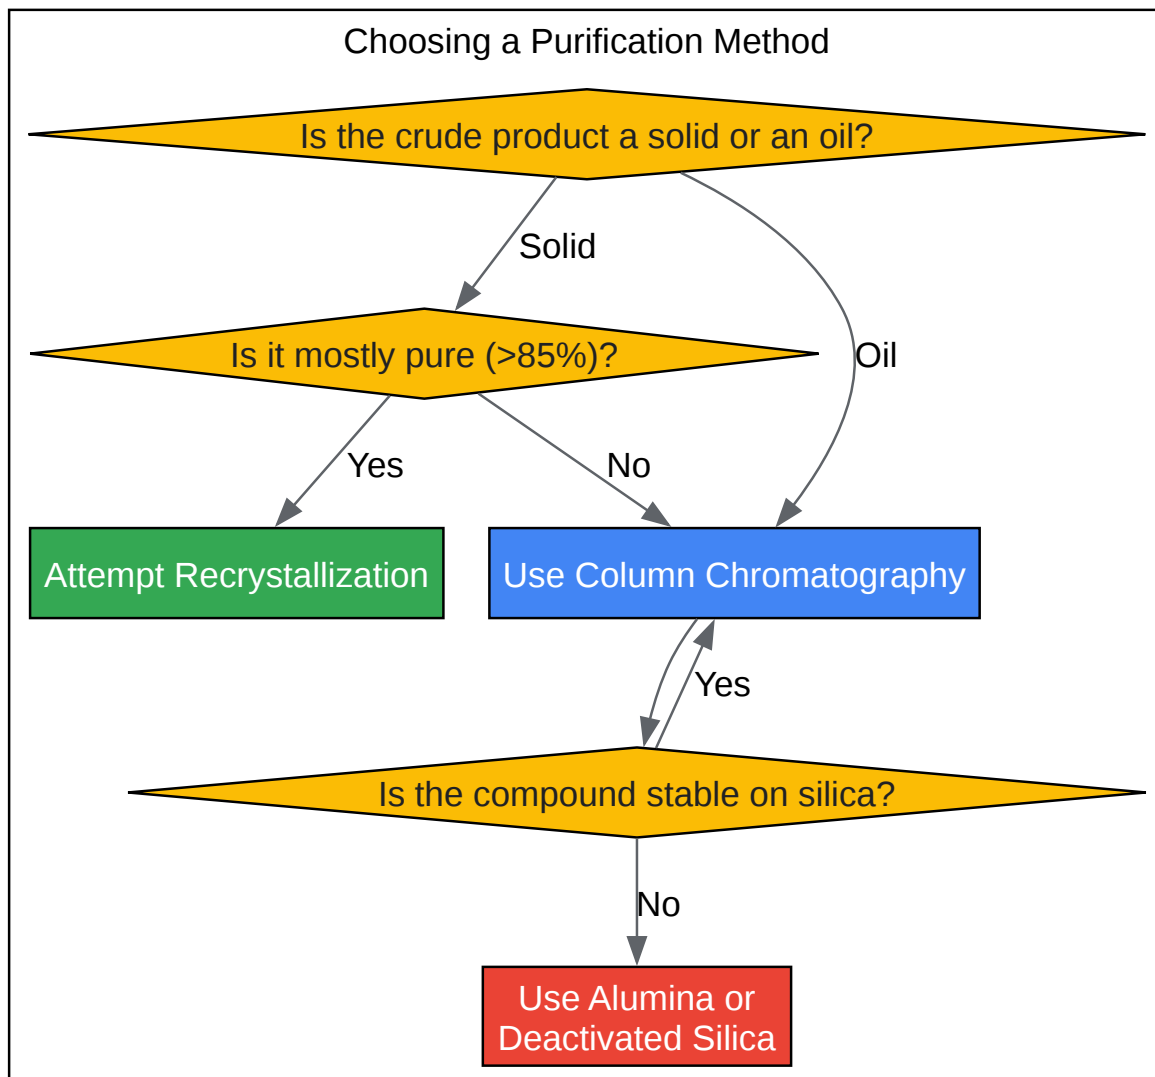 Choosing a Purification Method
Is the crude product a solid or an oil?
Solid
Is it mostly pure (>85%)?
Oil
Yes
No
Attempt Recrystallization
Use Column Chromatography
Yes
Is the compound stable on silica?
No
Use Alumina or
Deactivated Silica